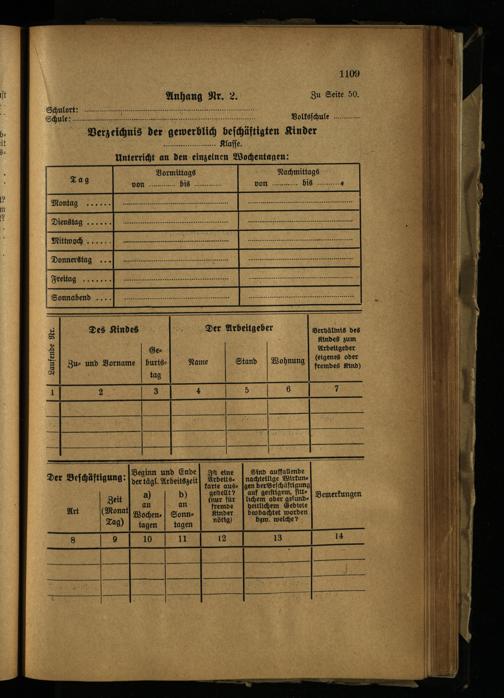 1109
Anhang Nr. 2.
Zu Seite 50.
Schulort:
Schule:
Volksschule
Verzeichnis der gewerblich beschäftigten Kinder
Klasse.
Unterricht an den einzelnen Wochentagen:
Tag
Vormittags
von bis
Nachmittags
von bis
Montag
Dienstag
Mittwoch
Donnerstag
Freitag
Sonnabend
Laufende Nr.
Des Kindes
Zu- und Vorname
Ge-
burts-
tag
Der Arbeitgeber
Name
Stand
Wohnung
Verhältnis des
Kindes zum
Arbeitgeber
(eigenes oder
fremdes Kind)
1 2 3 4 5 6 7
Der Beschäftigung:
Art
Zeit
(Monat
Tag)
Beginn und Ende
der tägl. Arbeitszeit
a)
an
Wochen-
tagen
b)
an
Sonn-
tagen
Ist eine
Arbeits-
karte aus-
gestellt?
(nur für
fremde
Kinder
nötig)
Sind auffallende
nachteilige Wirkun-
gen der Beschäftigung
auf geistigem, sitt-
lichem oder gesund-
heitlichem Gebiete
beobachtet worden
bzw. welche?
Bemerkungen
8 9 10 11 12 13 14